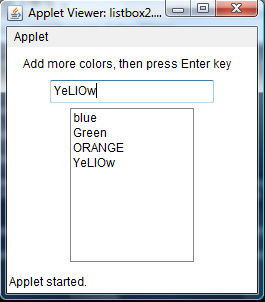 Applet Viewer: listbox2....
Applet
Add more colors, then press Enter key
YeLlOw
blue
Green
ORANGE
YeLlOw
Applet started.